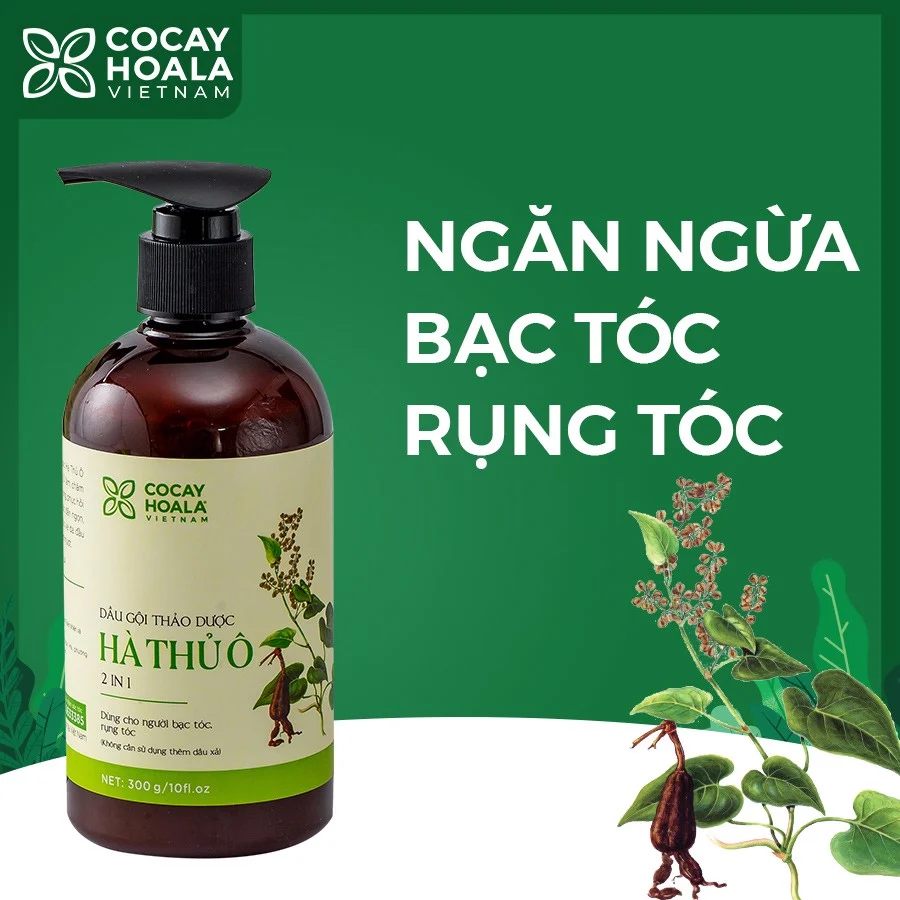 COCAY
HOALA
VIETNAM
NGĂN NGỪA
BẠC TÓC
RỤNG TÓC
COCAY
HOALA®
VIETNAM
DẦU GỘI THẢO DƯỢC
HÀ THỦ Ô
2 IN 1
Dùng cho người bạc tóc,
rụng tóc
(Không cần sử dụng thêm dầu xả)
NET: 300g/10fl.oz